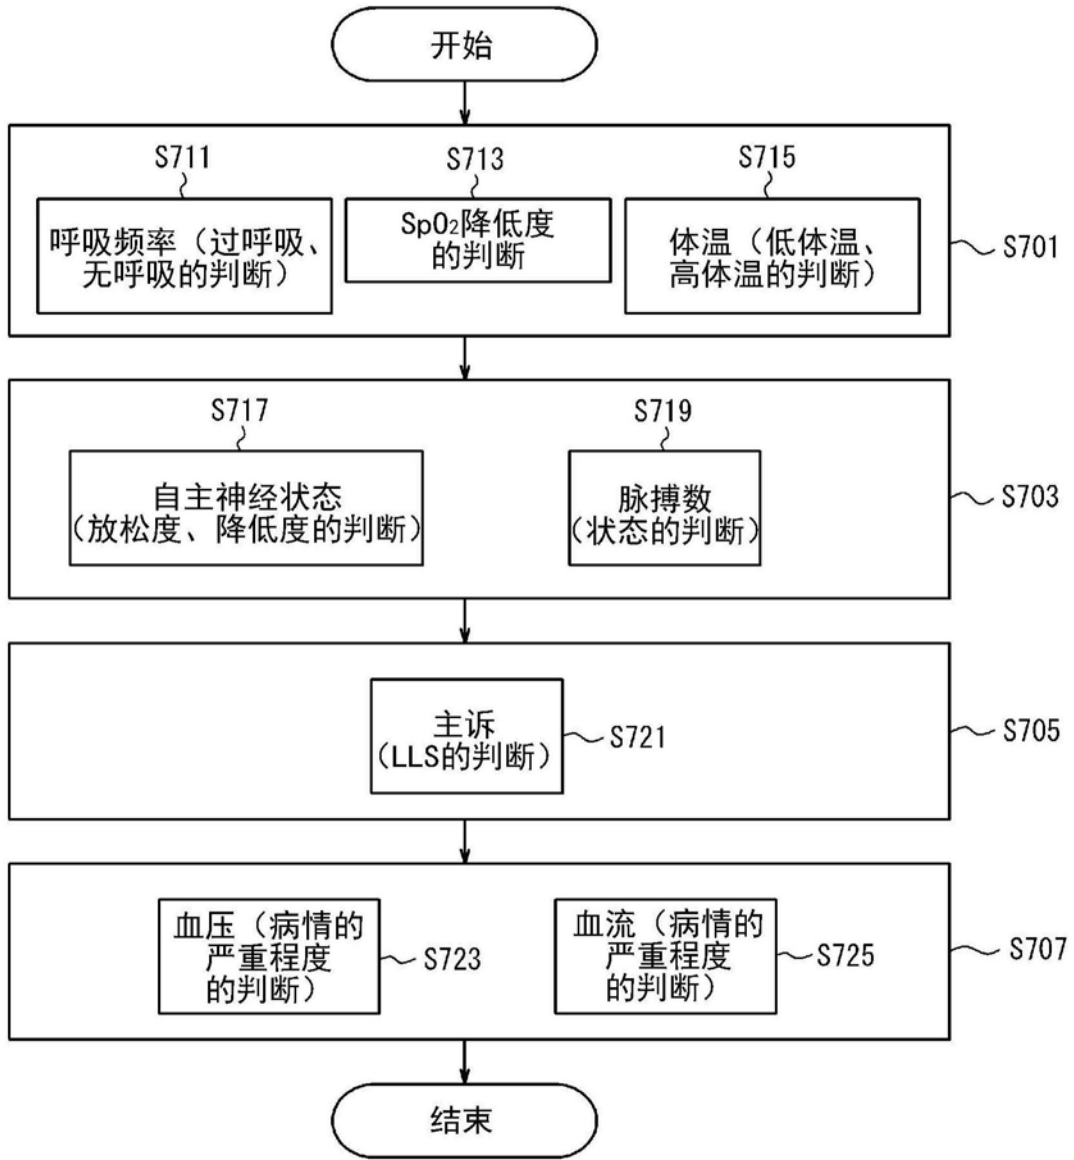 开始
S711
S713
S715
呼吸频率（过呼吸、
无呼吸的判断）
SpO₂降低度
的判断
体温（低体温、
高体温的判断）
S701
S717
S719
自主神经状态
（放松度、降低度的判断）
脉搏数
（状态的判断）
S703
主诉
（LLS的判断）
S721
S705
血压（病情的
严重程度
的判断）
S723
血流（病情的
严重程度
的判断）
S725
S707
结束